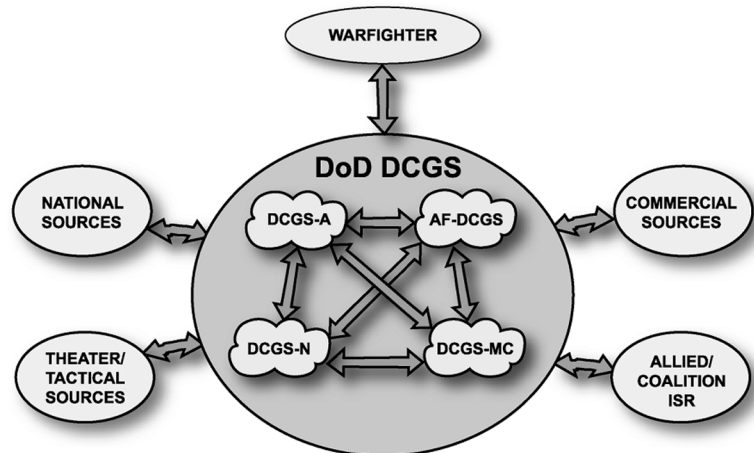 WARFIGHTER
DoD DCGS
NATIONAL
SOURCES
DCGS-A
AF-DCGS
COMMERCIAL
SOURCES
DCGS-N
DCGS-MC
THEATER/
TACTICAL
SOURCES
ALLIED/
COALITION
ISR